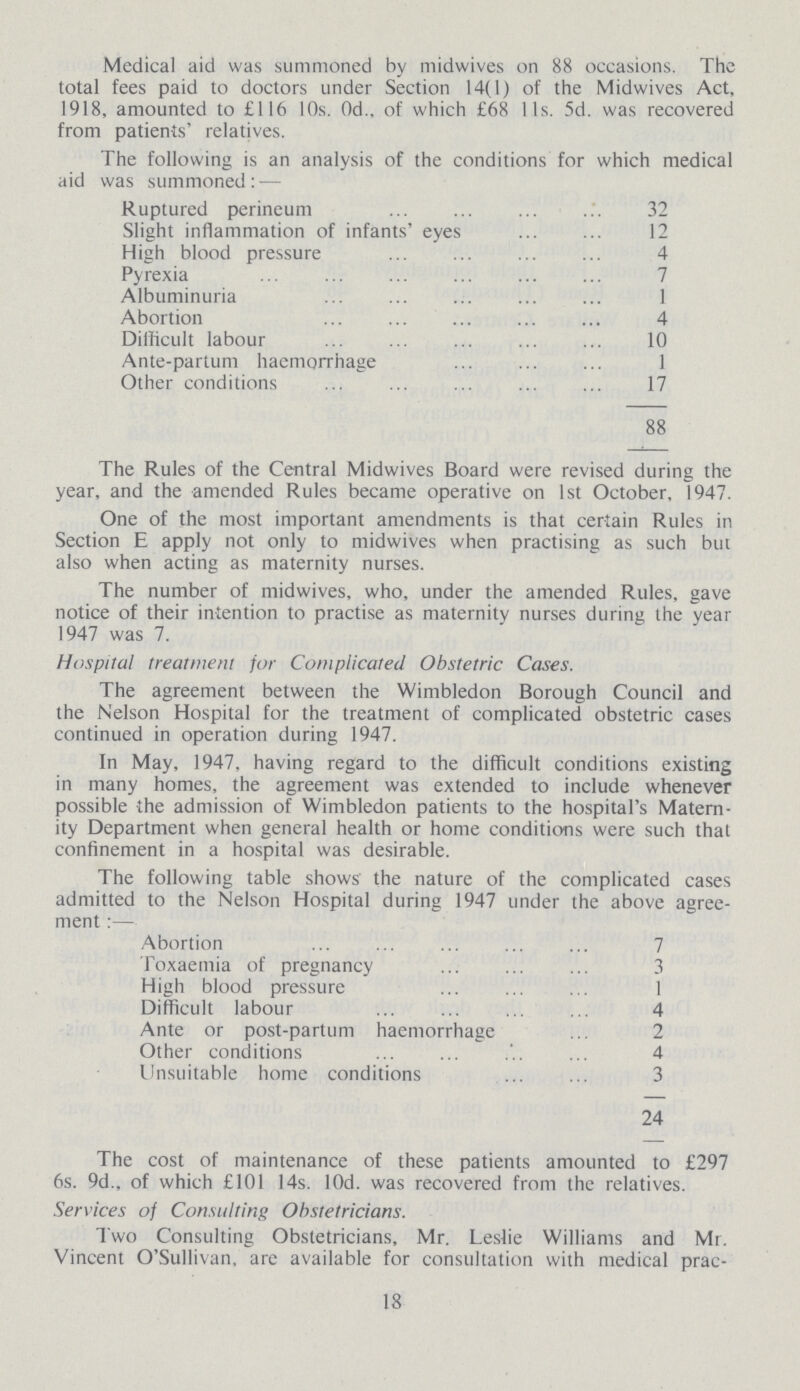 Medical aid was summoned by midwives on 88 occasions. The
total fees paid to doctors under Section 14(1) of the Midwives Act,
1918, amounted to £116 10s. 0d., of which £68 11s. 5d. was recovered
from patients' relatives.
The following is an analysis of the conditions for which medical
aid was summoned: —
Ruptured perineum ... ... ... ... 32
Slight inflammation of infants' eyes ... ... 12
High blood pressure ... ... ... ... 4
Pyrexia ... ... ... ... ... ... 7
Albuminuria ... ... ... ... ... 1
Abortion ... ... ... ... ... 4
Difficult labour ... ... ... ... ... 10
Ante-partum haemorrhage ... ... ... 1
Other conditions ... ... ... ... ... 17
88
The Rules of the Central Midwives Board were revised during the
year, and the amended Rules became operative on 1st October, 1947.
One of the most important amendments is that certain Rules in
Section E apply not only to midwives when practising as such but
also when acting as maternity nurses.
The number of midwives, who, under the amended Rules, gave
notice of their intention to practise as maternity nurses during the year
1947 was 7.
Hospital treatment for Complicated Obstetric Cases.
The agreement between the Wimbledon Borough Council and
the Nelson Hospital for the treatment of complicated obstetric cases
continued in operation during 1947.
In May, 1947, having regard to the difficult conditions existing
in many homes, the agreement was extended to include whenever
possible the admission of Wimbledon patients to the hospital's Matern-
ity Department when general health or home conditions were such that
confinement in a hospital was desirable.
The following table shows the nature of the complicated cases
admitted to the Nelson Hospital during 1947 under the above agree-
ment :—
Abortion ... ... ... ... ... 7
Toxaemia of pregnancy ... ... ... 3
High blood pressure ... ... ... 1
Difficult labour ... ... ... ... 4
Ante or post-partum haemorrhage ... 2
Other conditions ... ... ... ... 4
Unsuitable home conditions ... ... 3
24
The cost of maintenance of these patients amounted to £297
6s. 9d., of which £101 14s. 10d. was recovered from the relatives.
Services of Consulting Obstetricians.
Two Consulting Obstetricians, Mr. Leslie Williams and Mr.
Vincent O'Sullivan, are available for consultation with medical prac-
18